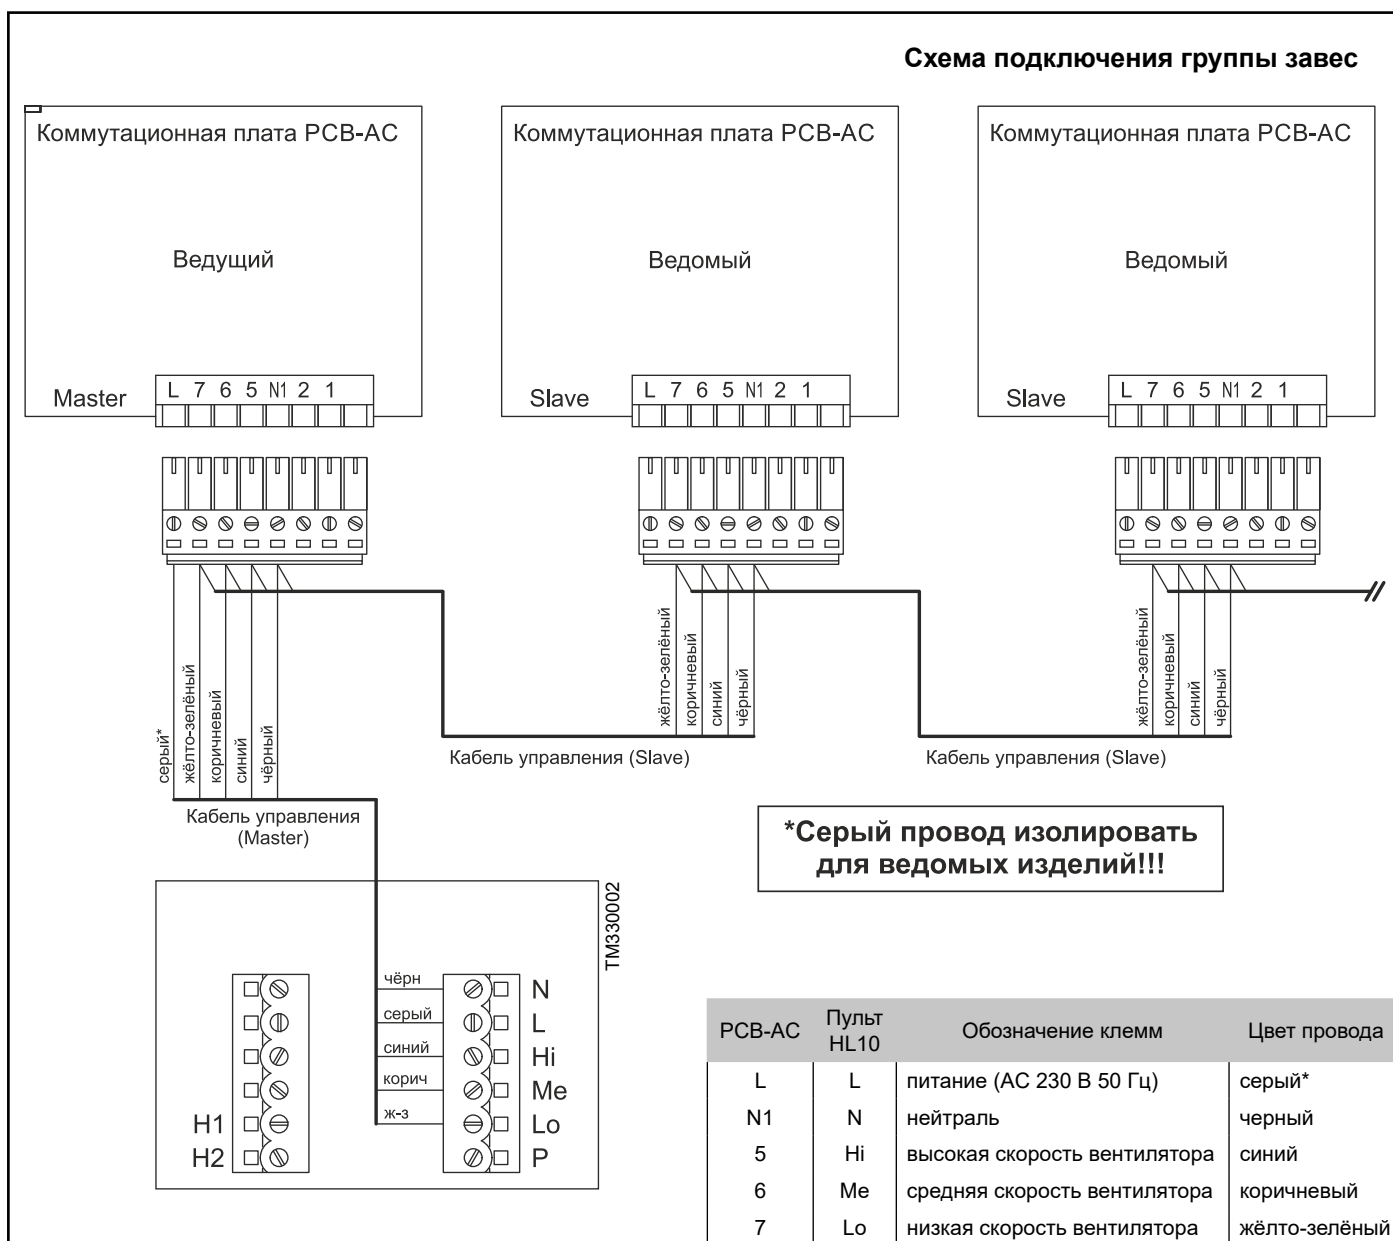 Схема подключения группы завес
Коммутационная плата PCB-AC
Ведущий
Master
L 7 6 5 N1 2 1
Коммутационная плата PCB-AC
Ведомый
Slave
L 7 6 5 N1 2 1
Коммутационная плата PCB-AC
Ведомый
Slave
L 7 6 5 N1 2 1
серый*
жёлто-зелёный
коричневый
синий
чёрный
Кабель управления
(Master)
жёлто-зелёный
коричневый
синий
чёрный
Кабель управления (Slave)
жёлто-зелёный
коричневый
синий
чёрный
Кабель управления (Slave)
*Серый провод изолировать
для ведомых изделий!!!
TM330002
H1
H2
чёрн
серый
синий
корич
ж-з
N
L
Hi
Me
Lo
P
PCB-AC Пульт HL10 Обозначение клемм Цвет провода
L L питание (AC 230 В 50 Гц) серый*
N1 N нейтраль черный
5 Hi высокая скорость вентилятора синий
6 Me средняя скорость вентилятора коричневый
7 Lo низкая скорость вентилятора жёлто-зелёный